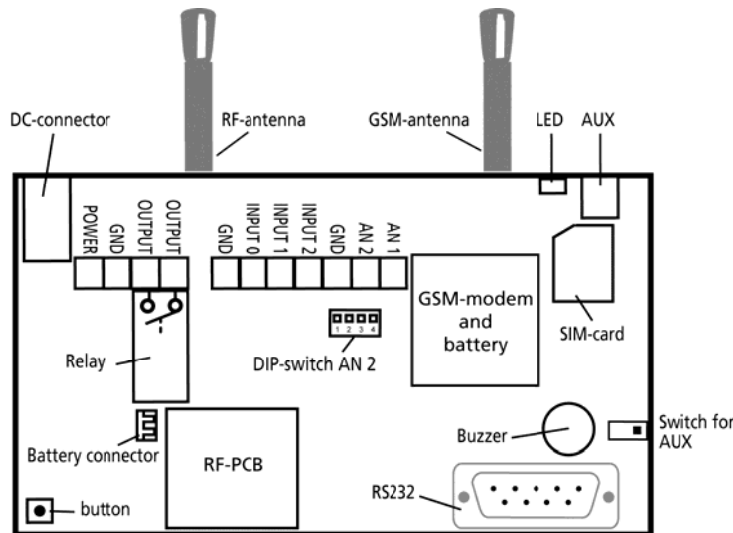 DC-connector
RF-antenna
GSM-antenna
LED
AUX
POWER
GND
OUTPUT
OUTPUT
GND
INPUT 0
INPUT 1
INPUT 2
GND
AN 2
AN 1
GSM-modem
and
battery
SIM-card
1 2 3 4
Relay
DIP-switch AN 2
Battery connector
RF-PCB
Buzzer
Switch for
AUX
RS232
button